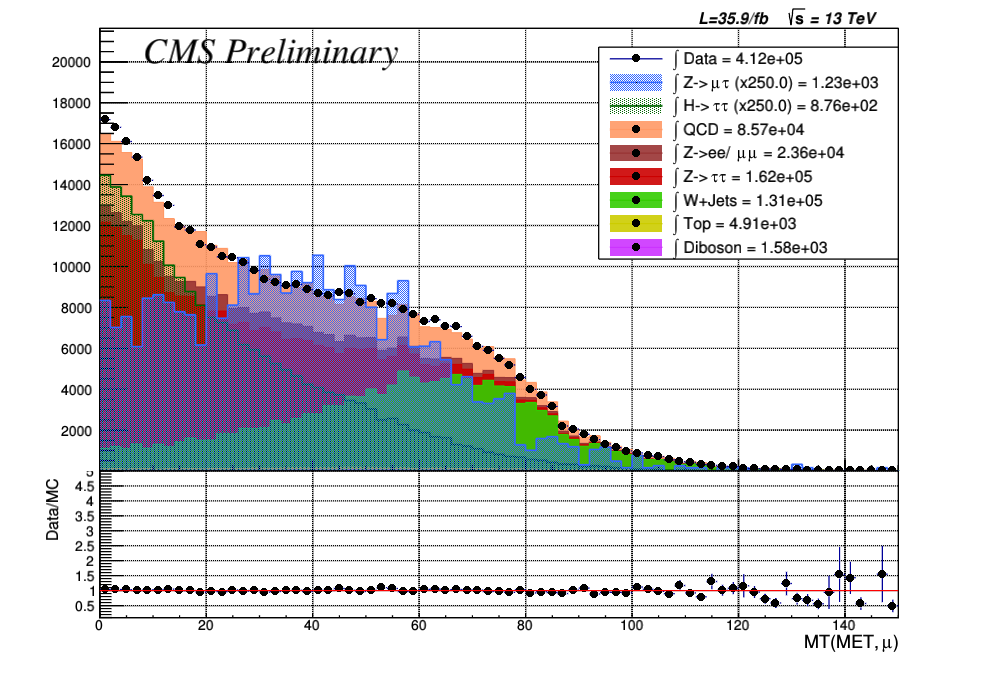 L=35.9/fb √s = 13 TeV
CMS Preliminary
∫ Data = 4.12e+05
∫ Z->μτ (x250.0) = 1.23e+03
∫ H-> ττ (x250.0) = 8.76e+02
∫ QCD = 8.57e+04
∫ Z->ee/ μμ = 2.36e+04
∫ Z-> ττ = 1.62e+05
∫ W+Jets = 1.31e+05
∫ Top = 4.91e+03
∫ Diboson = 1.58e+03
20000
18000
16000
14000
12000
10000
8000
6000
4000
2000
Data/MC
5
4.5
4
3.5
3
2.5
2
1.5
1
0.5
0 20 40 60 80 100 120 140
MT(MET, μ)